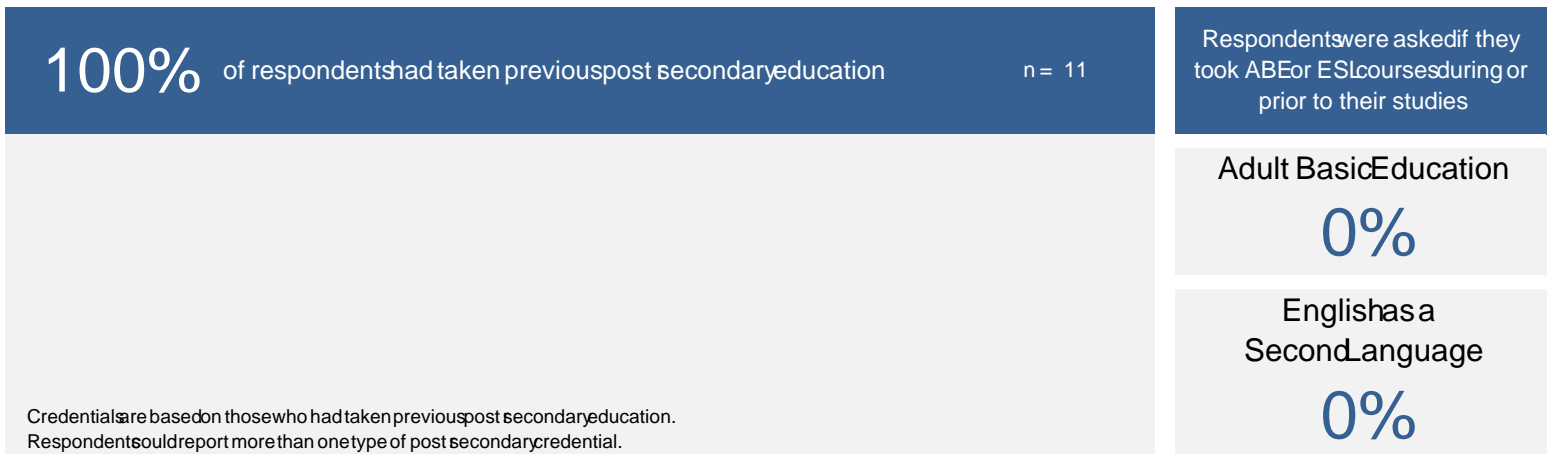 100% of respondents had taken previous post secondary education n = 11
Credentials are based on those who had taken previous post secondary education.
Respondents could report more than one type of post secondary credential.
Respondents were asked if they
took ABE or ESL courses during or
prior to their studies
Adult Basic Education
0%
English as a
Second Language
0%